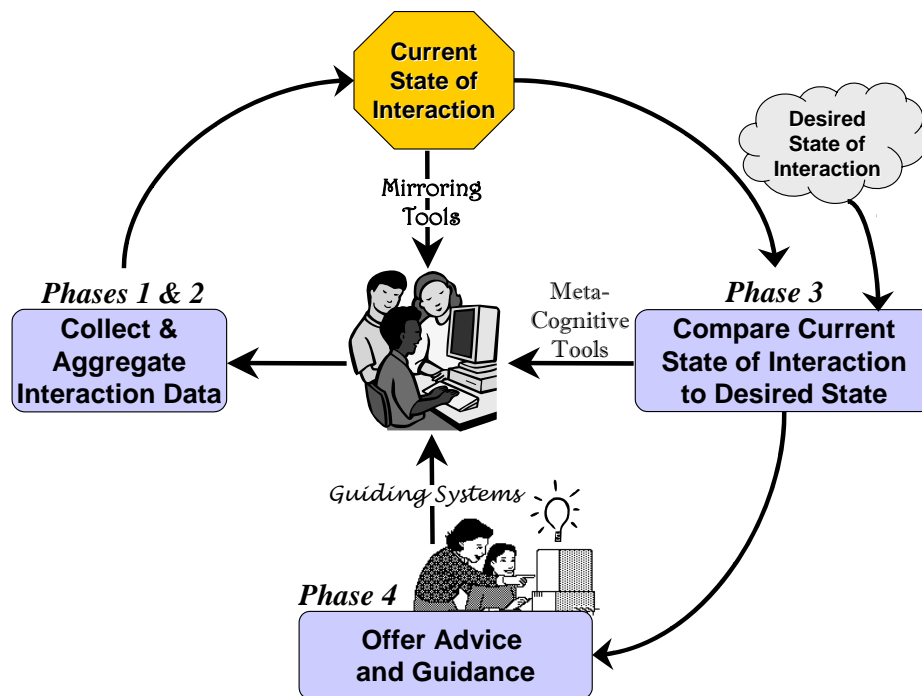 Current
State of
Interaction
Desired
State of
Interaction
Mirroring
Tools
Phases 1 & 2
Collect &
Aggregate
Interaction Data
Meta-
Cognitive
Tools
Phase 3
Compare Current
State of Interaction
to Desired State
Guiding Systems
Phase 4
Offer Advice
and Guidance